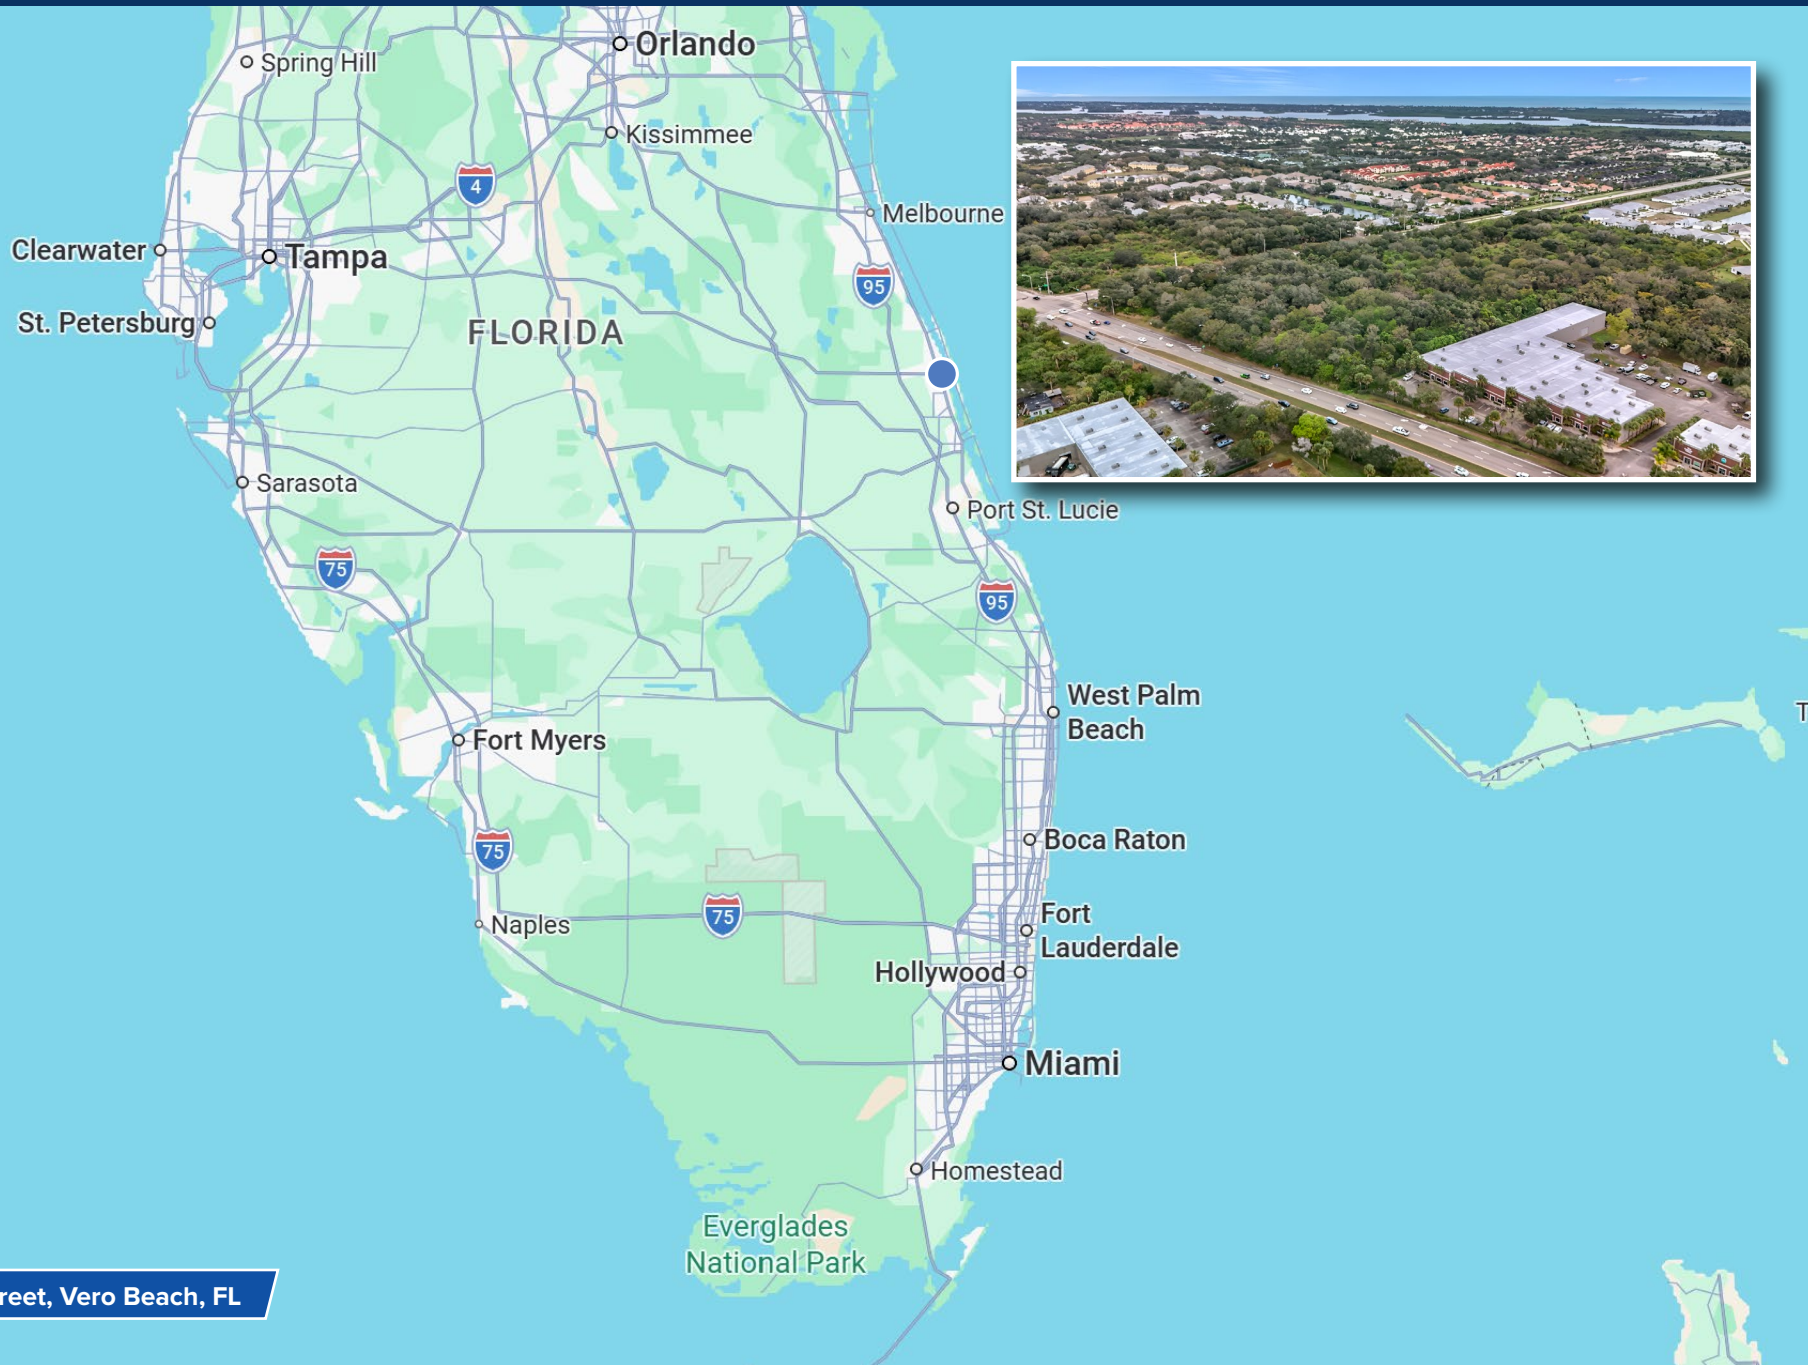 Orlando
Spring Hill
Kissimmee
4
Melbourne
Clearwater
Tampa
95
St. Petersburg
FLORIDA
Sarasota
Port St. Lucie
75
95
West Palm
Beach
Fort Myers
Boca Raton
75
Fort
Lauderdale
75
Naples
Hollywood
Miami
Homestead
Everglades
National Park
reet, Vero Beach, FL